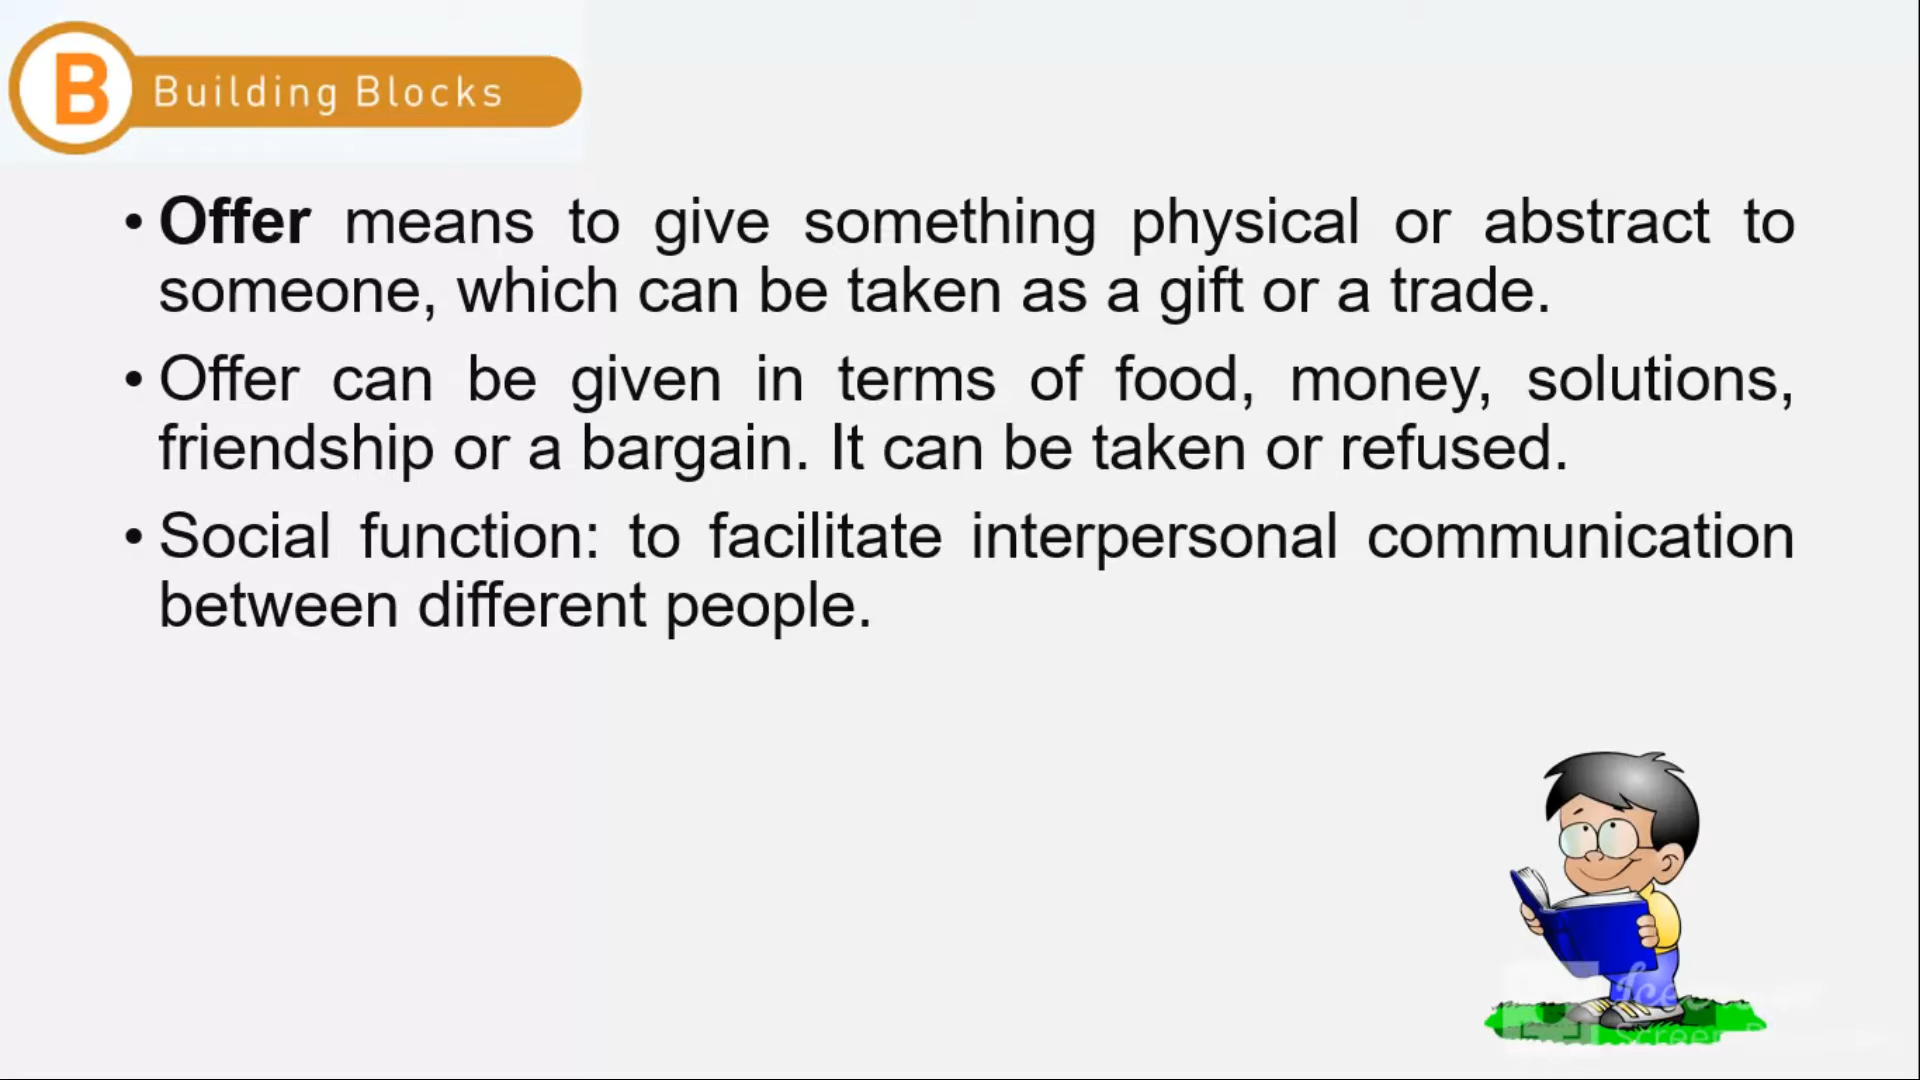 B
Building Blocks
• Offer means to give something physical or abstract to
someone, which can be taken as a gift or a trade.
• Offer can be given in terms of food, money, solutions,
friendship or a bargain. It can be taken or refused.
• Social function: to facilitate interpersonal communication
between different people.
Screen